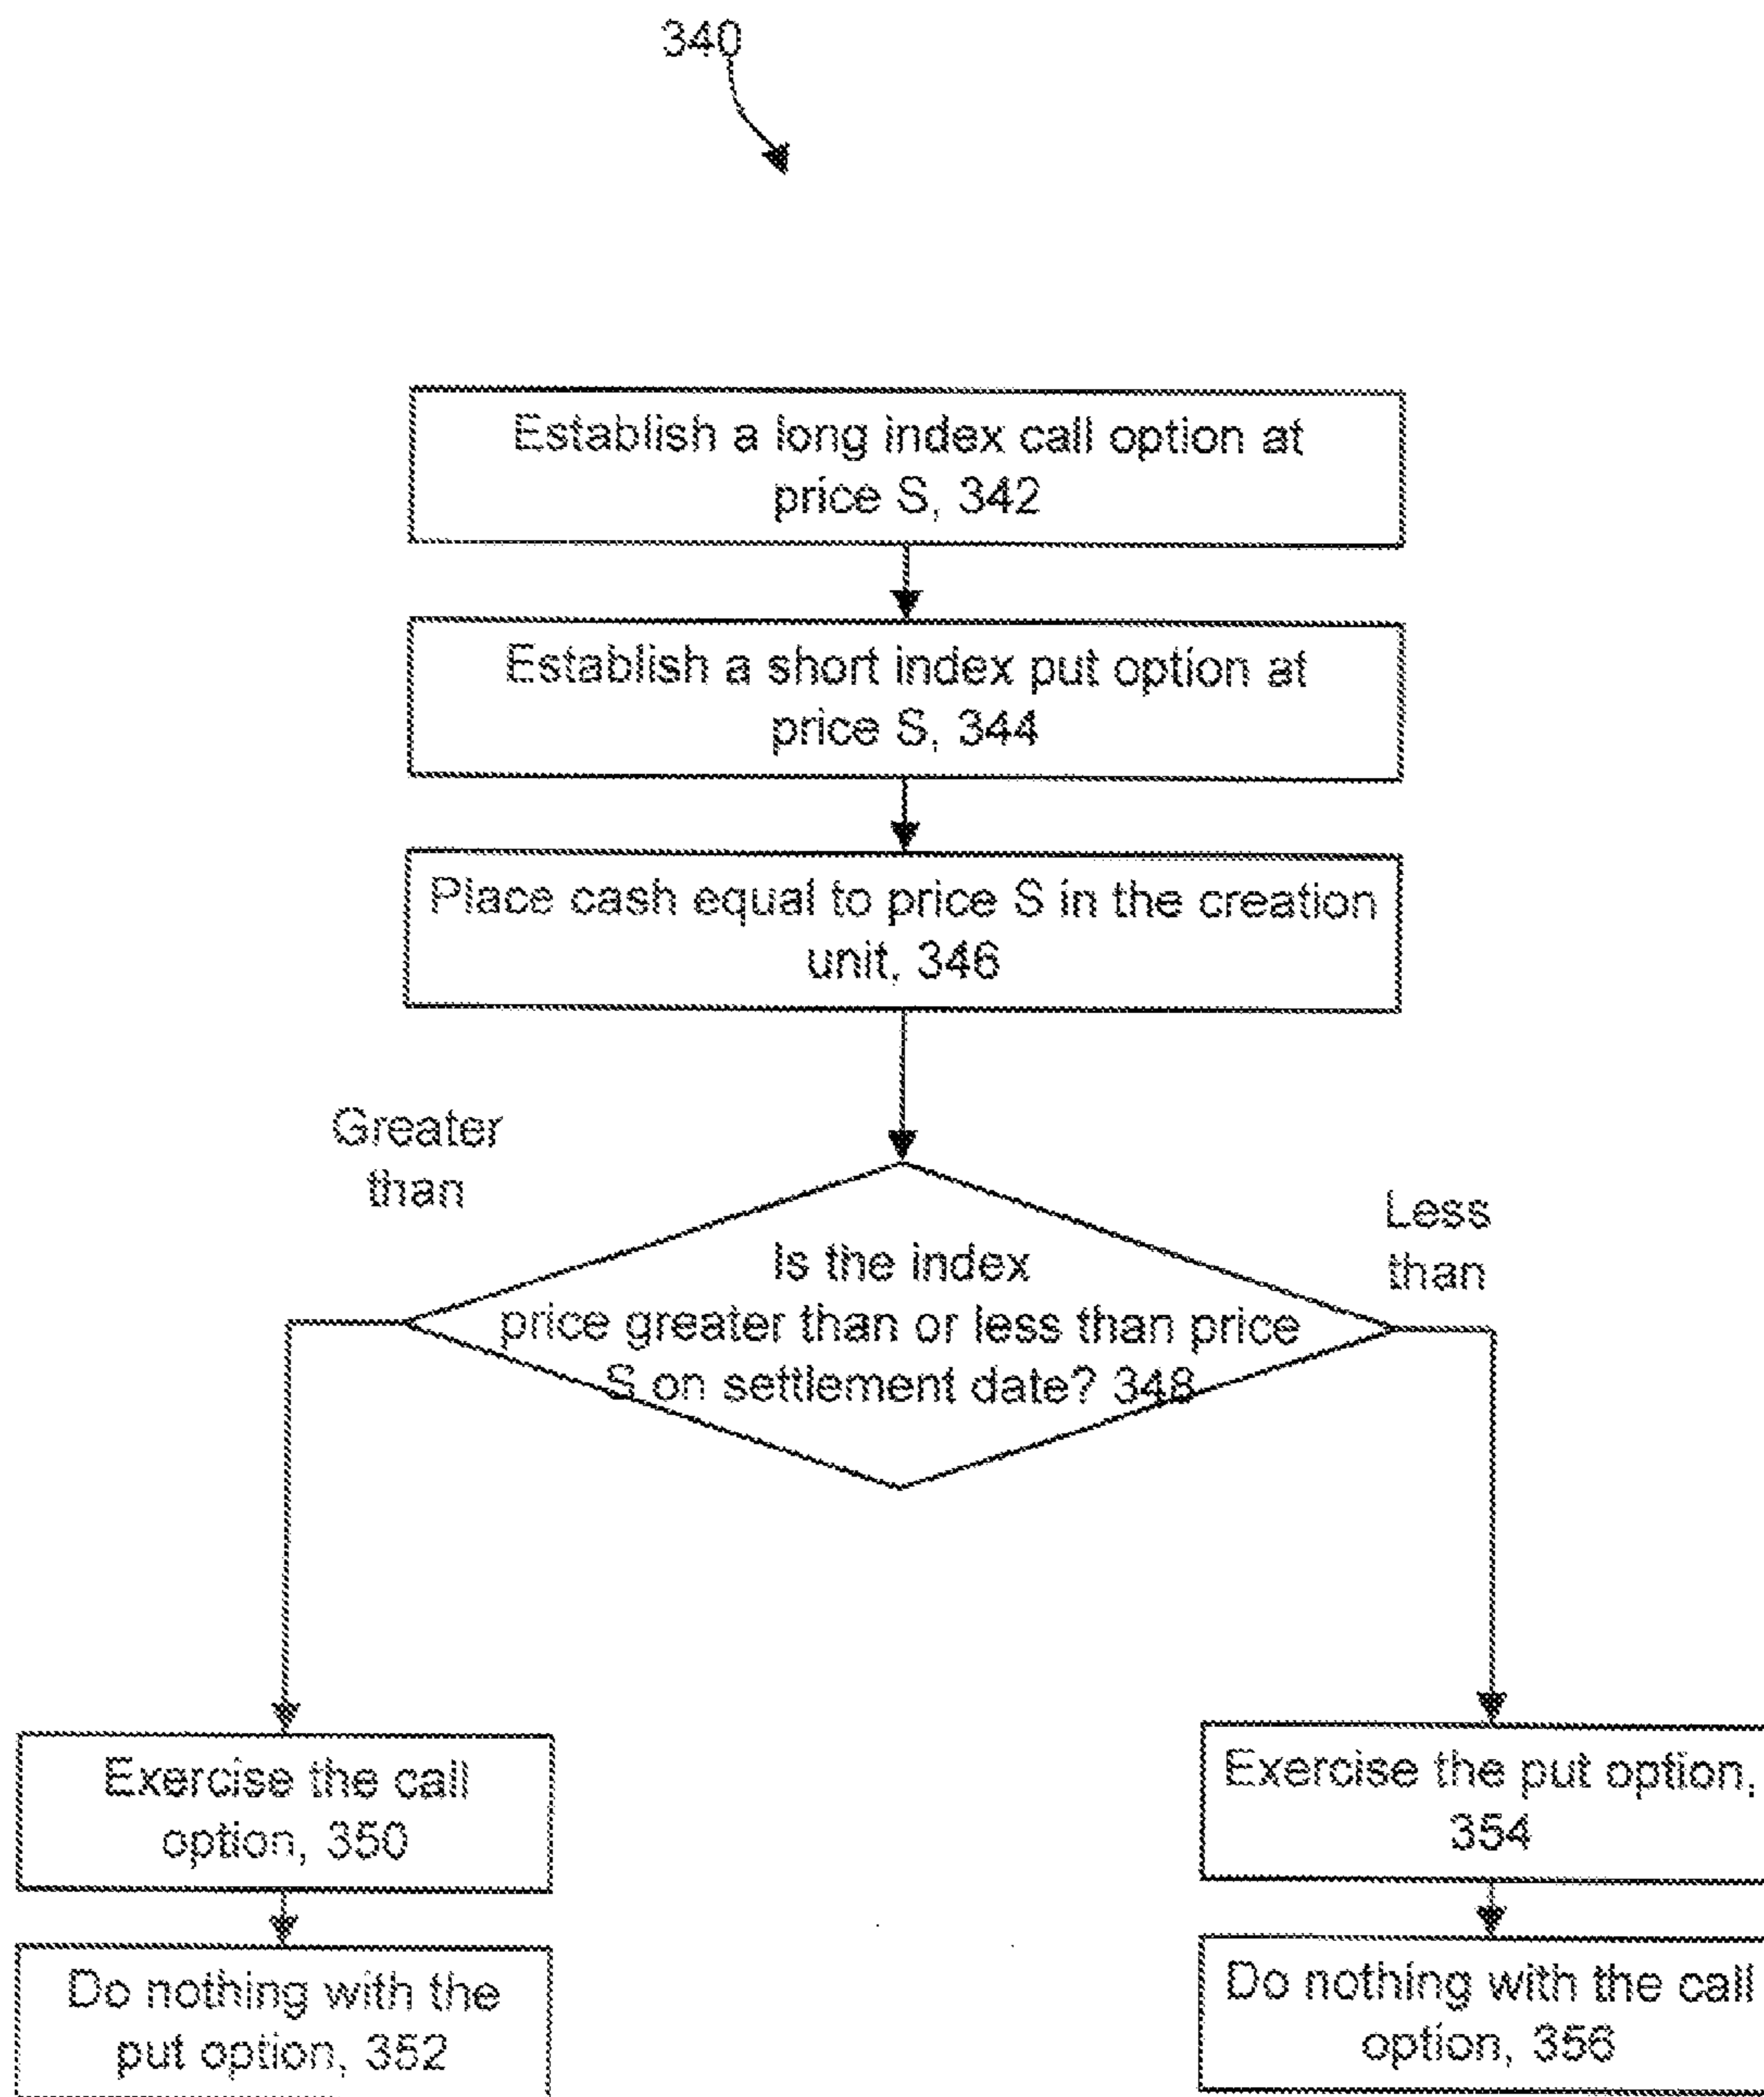 340
Establish a long index call option at
price S, 342
Establish a short index put option at
price S, 344
Place cash equal to price S in the creation
unit, 346
Greater
than
Less
than
Is the index
price greater than or less than price
S on settlement date? 348
Exercise the call
option, 350
Exercise the put option,
354
Do nothing with the
put option, 352
Do nothing with the call
option, 356